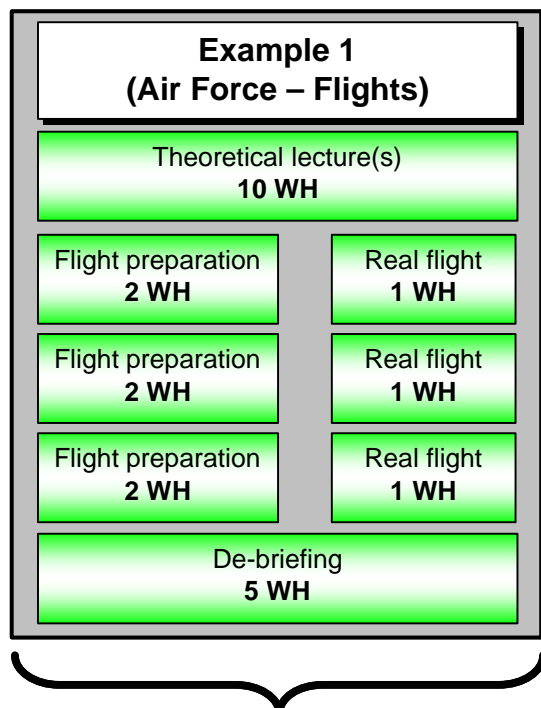 Example 1
(Air Force – Flights)
Theoretical lecture(s)
10 WH
Flight preparation
2 WH
Real flight
1 WH
Flight preparation
2 WH
Real flight
1 WH
Flight preparation
2 WH
Real flight
1 WH
De-briefing
5 WH